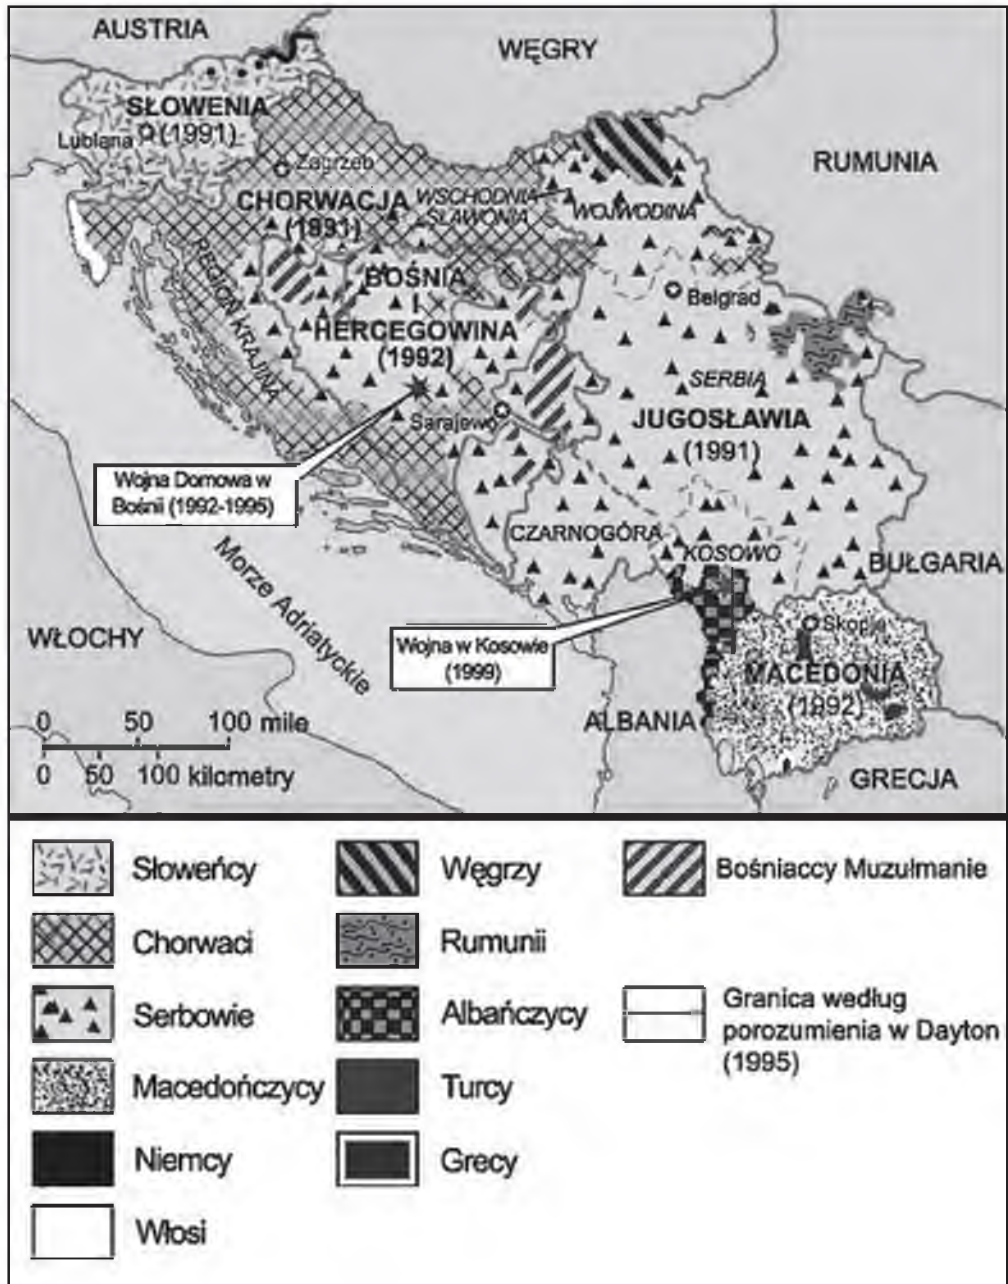 AUSTRIA
WĘGRY
SŁOWENIA
(1991)
Lublana
RUMUNIA
Zagrzeb
CHORWACJA
(1991)
WSCHODNIA
SŁAWONIA
WOJWODINA
REGION KRAJINA
BOŚNIA
I
HERCEGOWINA
(1992)
Belgrad
SERBIA
JUGOSŁAWIA
(1991)
Sarajewo
Wojna Domowa w
Bośni (1992-1995)
CZARNOGÓRA
KOSOWO
BUŁGARIA
Morze Adriatyckie
WŁOCHY
Wojna w Kosowie
(1999)
Skopje
MACEDONIA
(1992)
ALBANIA
GRECJA
0 50 100 mile
0 50 100 kilometry
Słoweńcy
Węgrzy
Bośniaccy Muzułmanie
Chorwaci
Rumunii
Serbowie
Albańczycy
Granica według
porozumienia w Dayton
(1995)
Macedończycy
Turcy
Niemcy
Grecy
Włosi